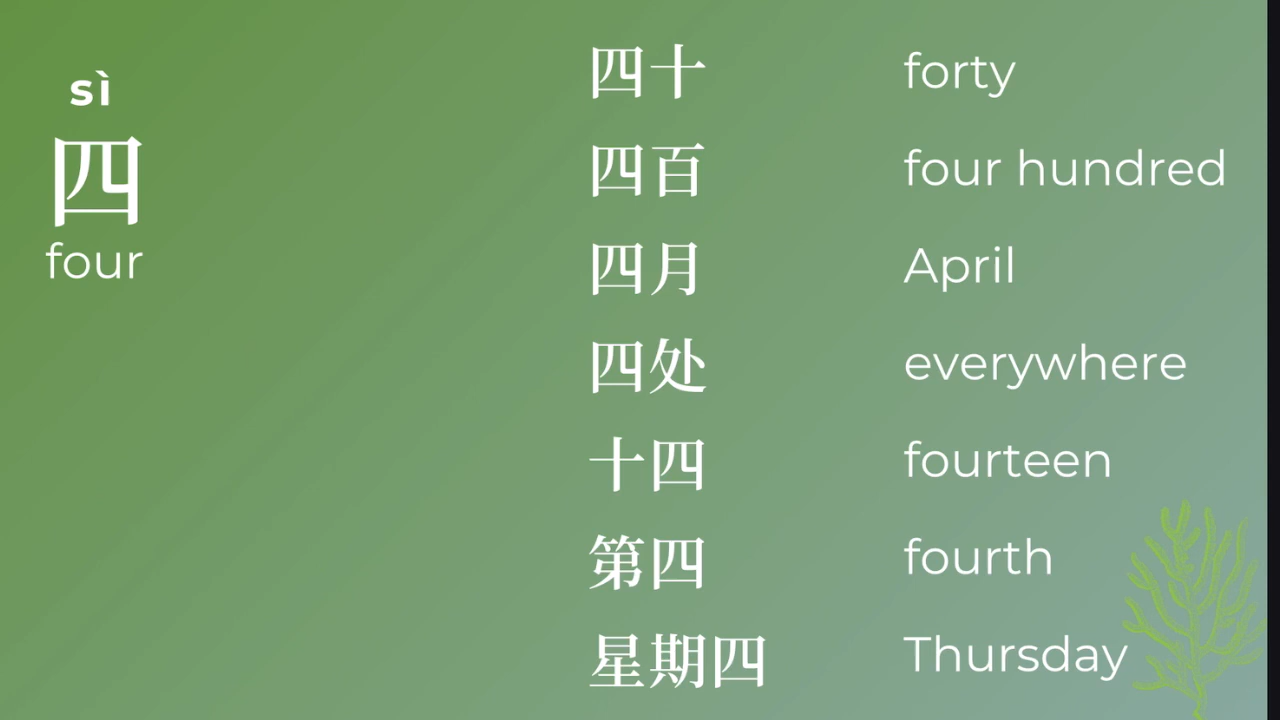 sì
四
four
四十 forty
四百 four hundred
四月 April
四处 everywhere
十四 fourteen
第四 fourth
星期四 Thursday